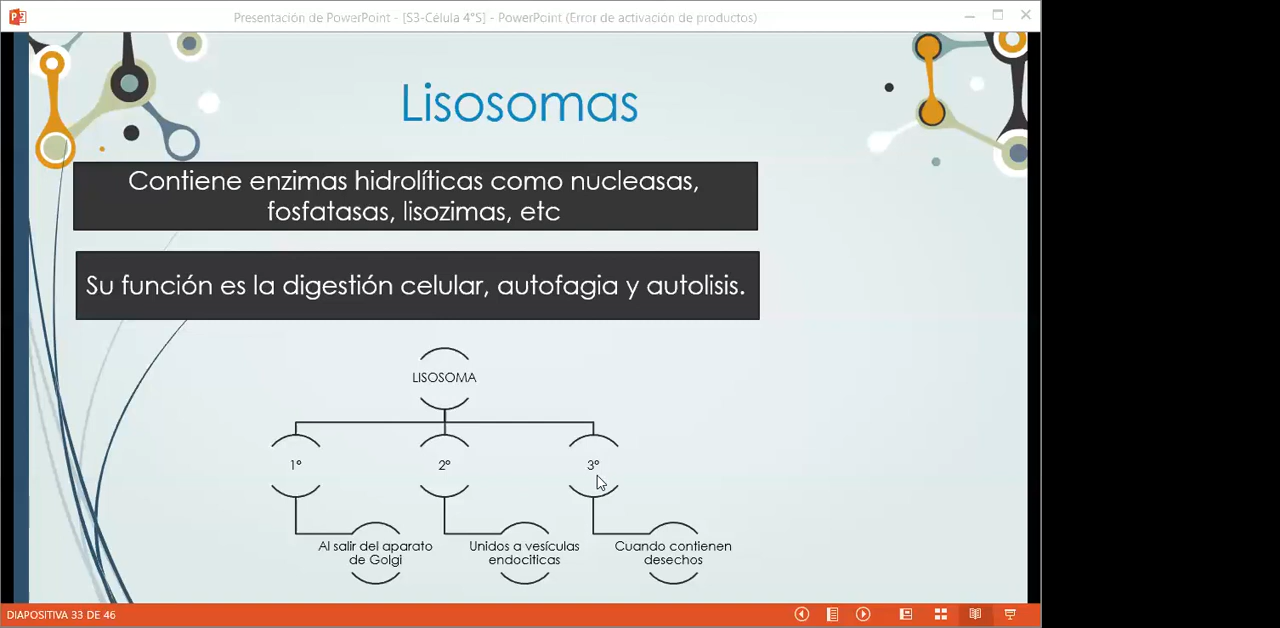 Presentación de PowerPoint - [S3-Célula 4°S] - PowerPoint (Error de activación de productos)
Lisosomas
Contiene enzimas hidrolíticas como nucleasas,
fosfatasas, lisozimas, etc
Su función es la digestión celular, autofagia y autolisis.
LISOSOMA
1°
2°
3°
Al salir del aparato
de Golgi
Unidos a vesículas
endociticas
Cuando contienen
desechos
DIAPOSITIVA 33 DE 46